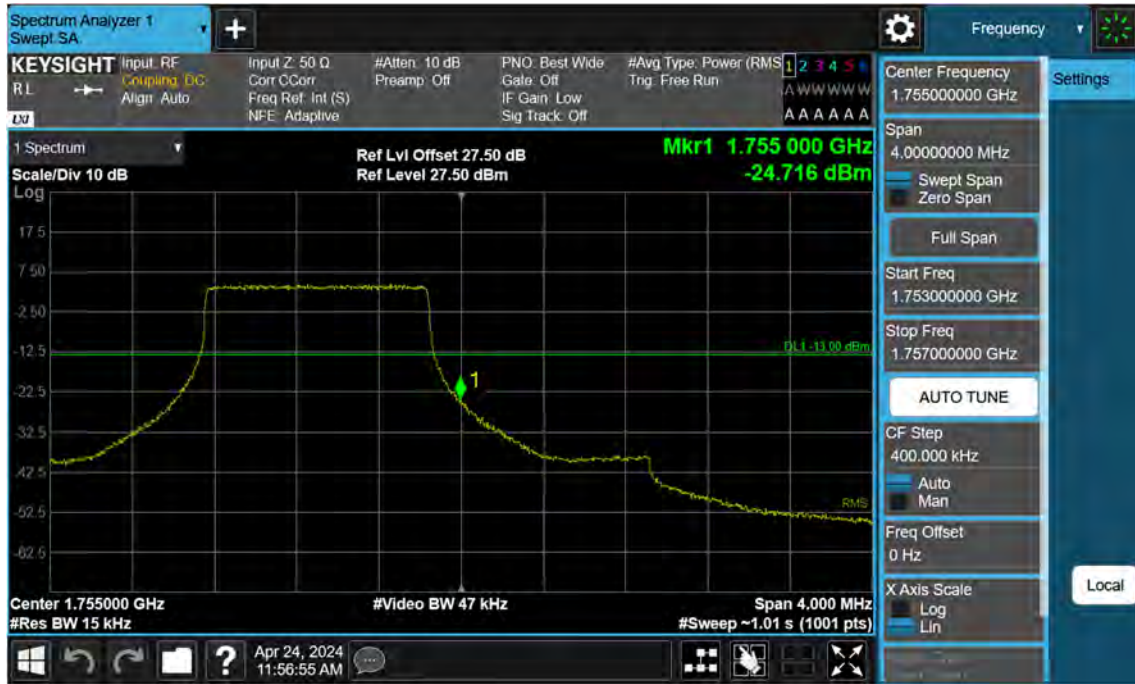 Spectrum Analyzer 1
Swept SA
Frequency
KEYSIGHT
RL
LXI
Input: RF
Coupling: DC
Align: Auto
Input Z: 50 Ω
Corr CCorr
Freq Ref: Int (S)
NFE: Adaptive
#Atten: 10 dB
Preamp: Off
PNO: Best Wide
Gate: Off
IF Gain: Low
Sig Track: Off
#Avg Type: Power (RMS
Trig: Free Run
1 2 3 4 5 6
A W W W W W
A A A A A A
Center Frequency
1.755000000 GHz
Settings
1 Spectrum
Scale/Div 10 dB
Ref Lvl Offset 27.50 dB
Ref Level 27.50 dBm
Mkr1 1.755 000 GHz
-24.716 dBm
Span
4.00000000 MHz
Swept Span
Zero Span
Full Span
Start Freq
1.753000000 GHz
Stop Freq
1.757000000 GHz
AUTO TUNE
CF Step
400.000 kHz
Auto
Man
Freq Offset
0 Hz
X Axis Scale
Log
Lin
Local
Log
17.5
7.50
-2.50
-12.5
-22.5
-32.5
-42.5
-52.5
-62.5
DL1 -13.00 dBm
1
RMS
Center 1.755000 GHz
#Video BW 47 kHz
Span 4.000 MHz
#Res BW 15 kHz
#Sweep ~1.01 s (1001 pts)
?
Apr 24, 2024
11:56:55 AM